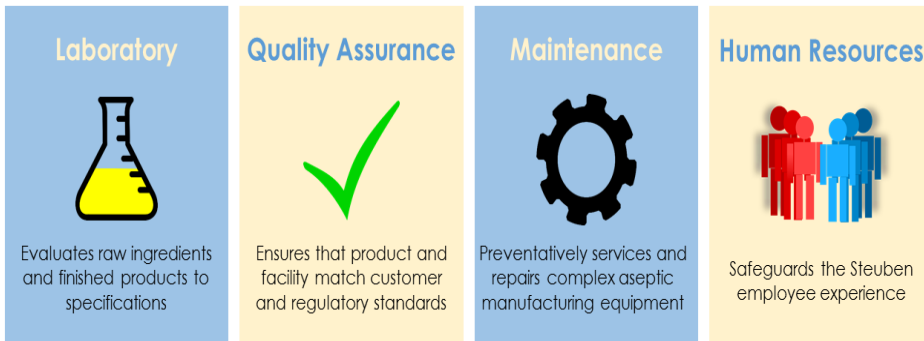 Laboratory
Evaluates raw ingredients
and finished products to
specifications
Quality Assurance
Ensures that product and
facility match customer
and regulatory standards
Maintenance
Preventatively services and
repairs complex aseptic
manufacturing equipment
Human Resources
Safeguards the Steuben
employee experience